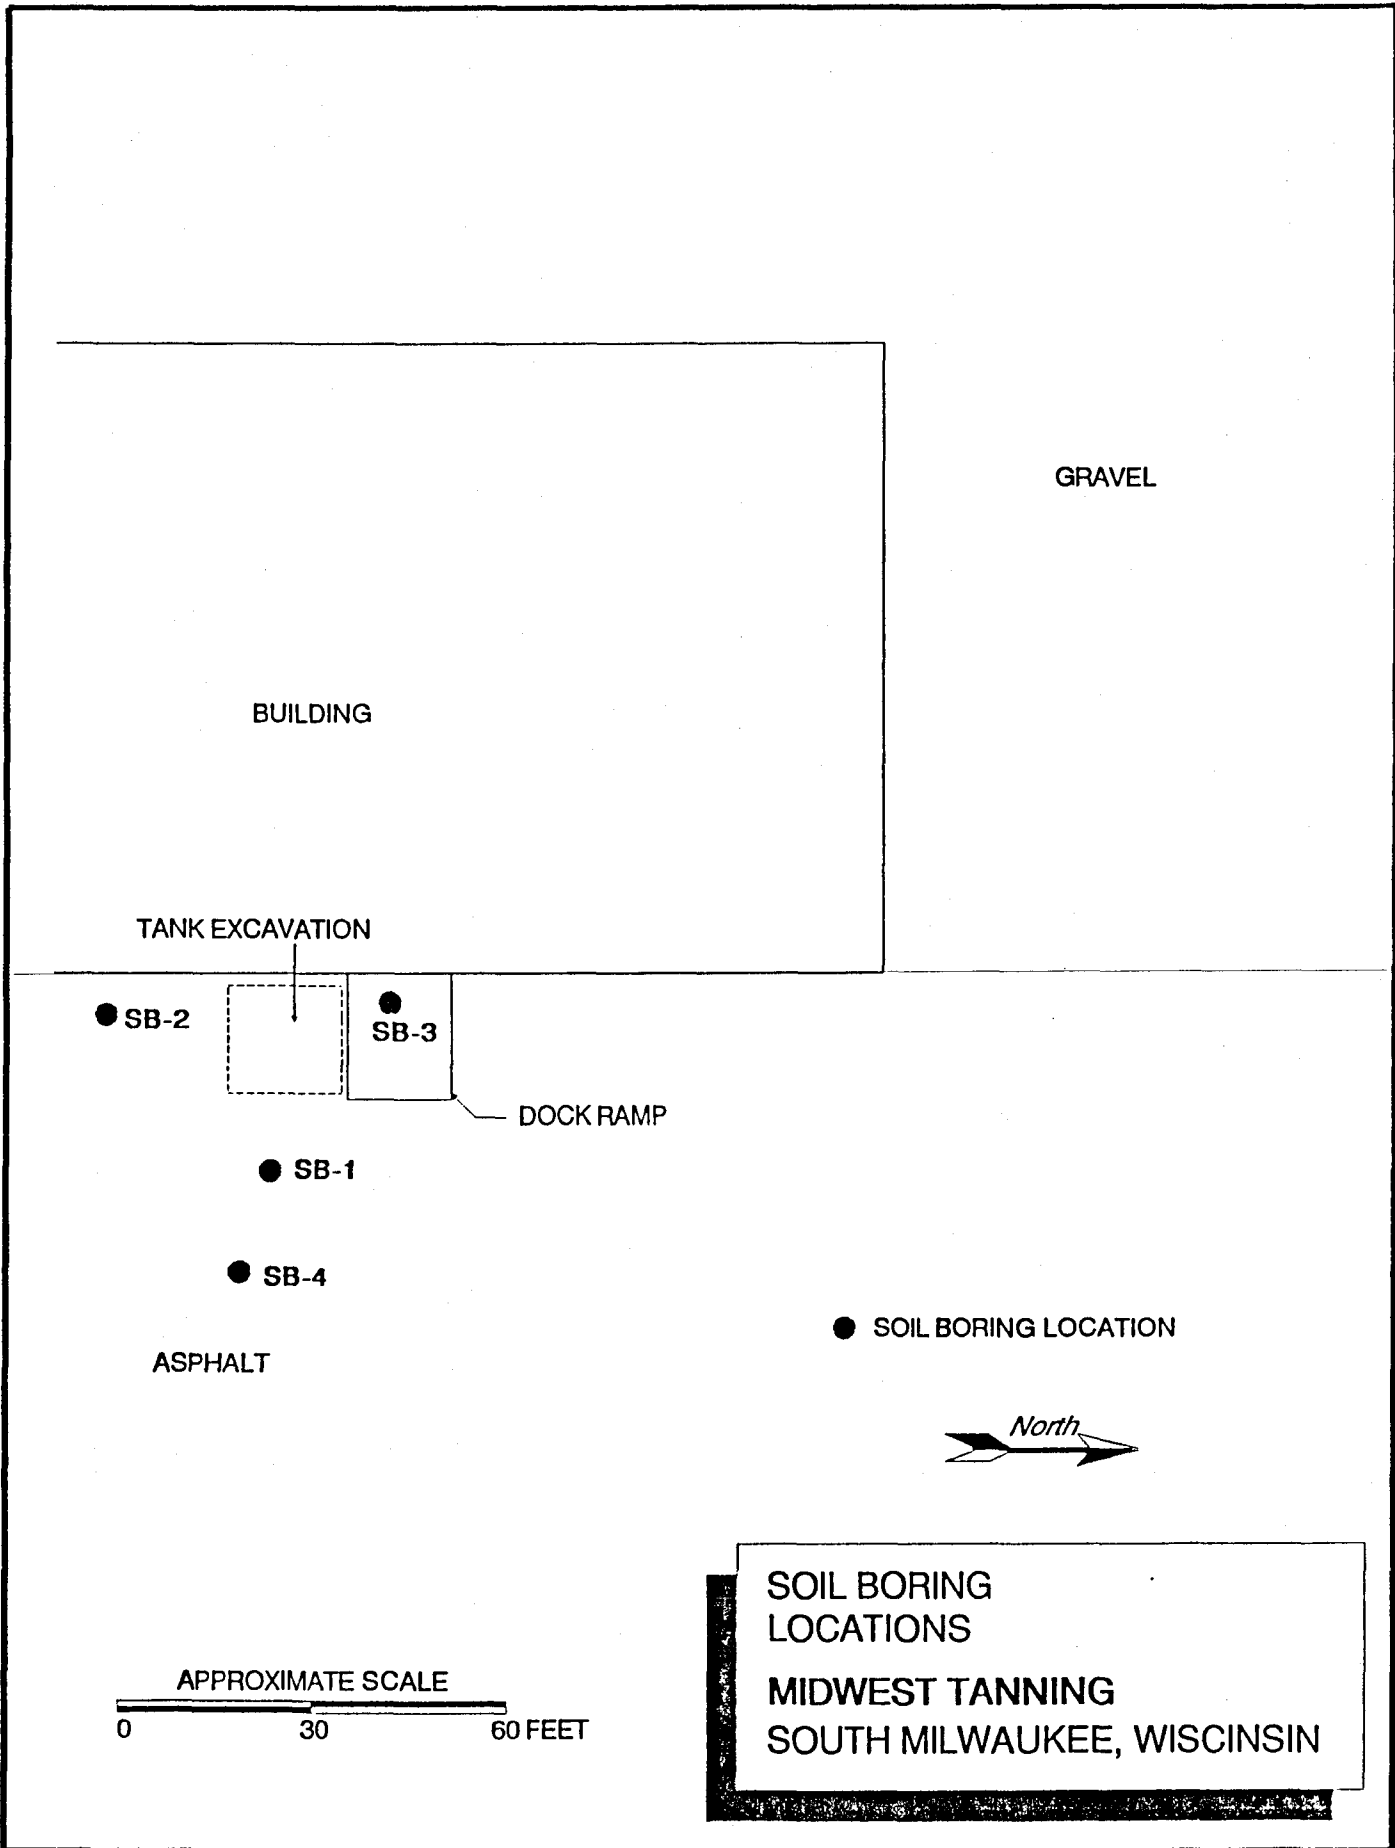 GRAVEL
BUILDING
TANK EXCAVATION
SB-2
SB-3
DOCK RAMP
SB-1
SB-4
SOIL BORING LOCATION
ASPHALT
North
SOIL BORING
LOCATIONS
MIDWEST TANNING
SOUTH MILWAUKEE, WISCINSIN
APPROXIMATE SCALE
0 30 60 FEET